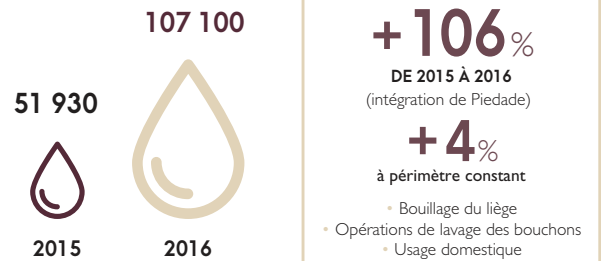 107 100
51 930
2015
2016
+ 106 %
DE 2015 À 2016
(intégration de Piedade)
+ 4%
à périmètre constant
• Bouillage du liège
• Opérations de lavage des bouchons
• Usage domestique